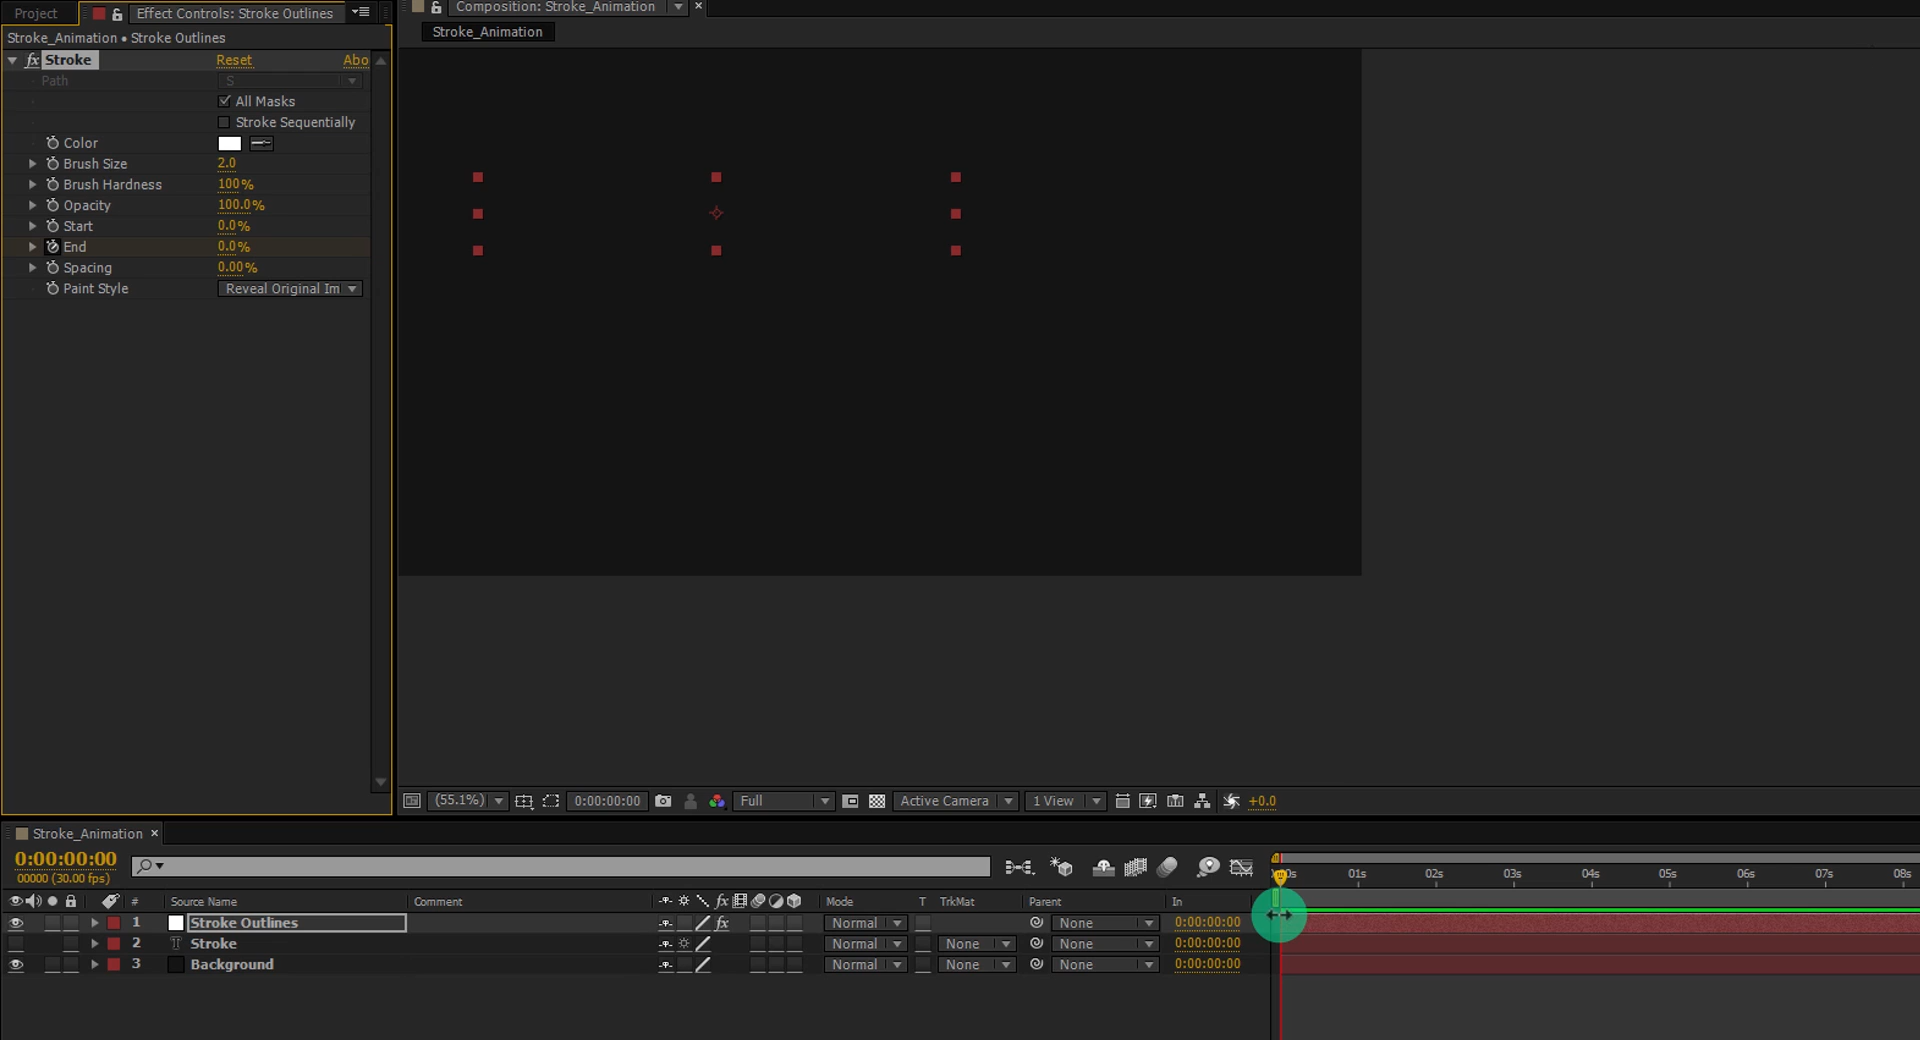 Project
Effect Controls: Stroke Outlines
Composition: Stroke_Animation
Stroke_Animation
Stroke_Animation • Stroke Outlines
fx Stroke Reset Abo
Path S
All Masks
Stroke Sequentially
Color
Brush Size 2.0
Brush Hardness 100%
Opacity 100.0%
Start 0.0%
End 0.0%
Spacing 0.00%
Paint Style Reveal Original Im
(55.1%) 0:00:00:00 Full Active Camera 1 View +0.0
Stroke_Animation
0:00:00:00
00000 (30.00 fps)
01s 02s 03s 04s 05s 06s 07s 08s
# Source Name Comment fx Mode T TrkMat Parent In
1 Stroke Outlines fx Normal None 0:00:00:00
2 T Stroke Normal None None 0:00:00:00
3 Background Normal None None 0:00:00:00